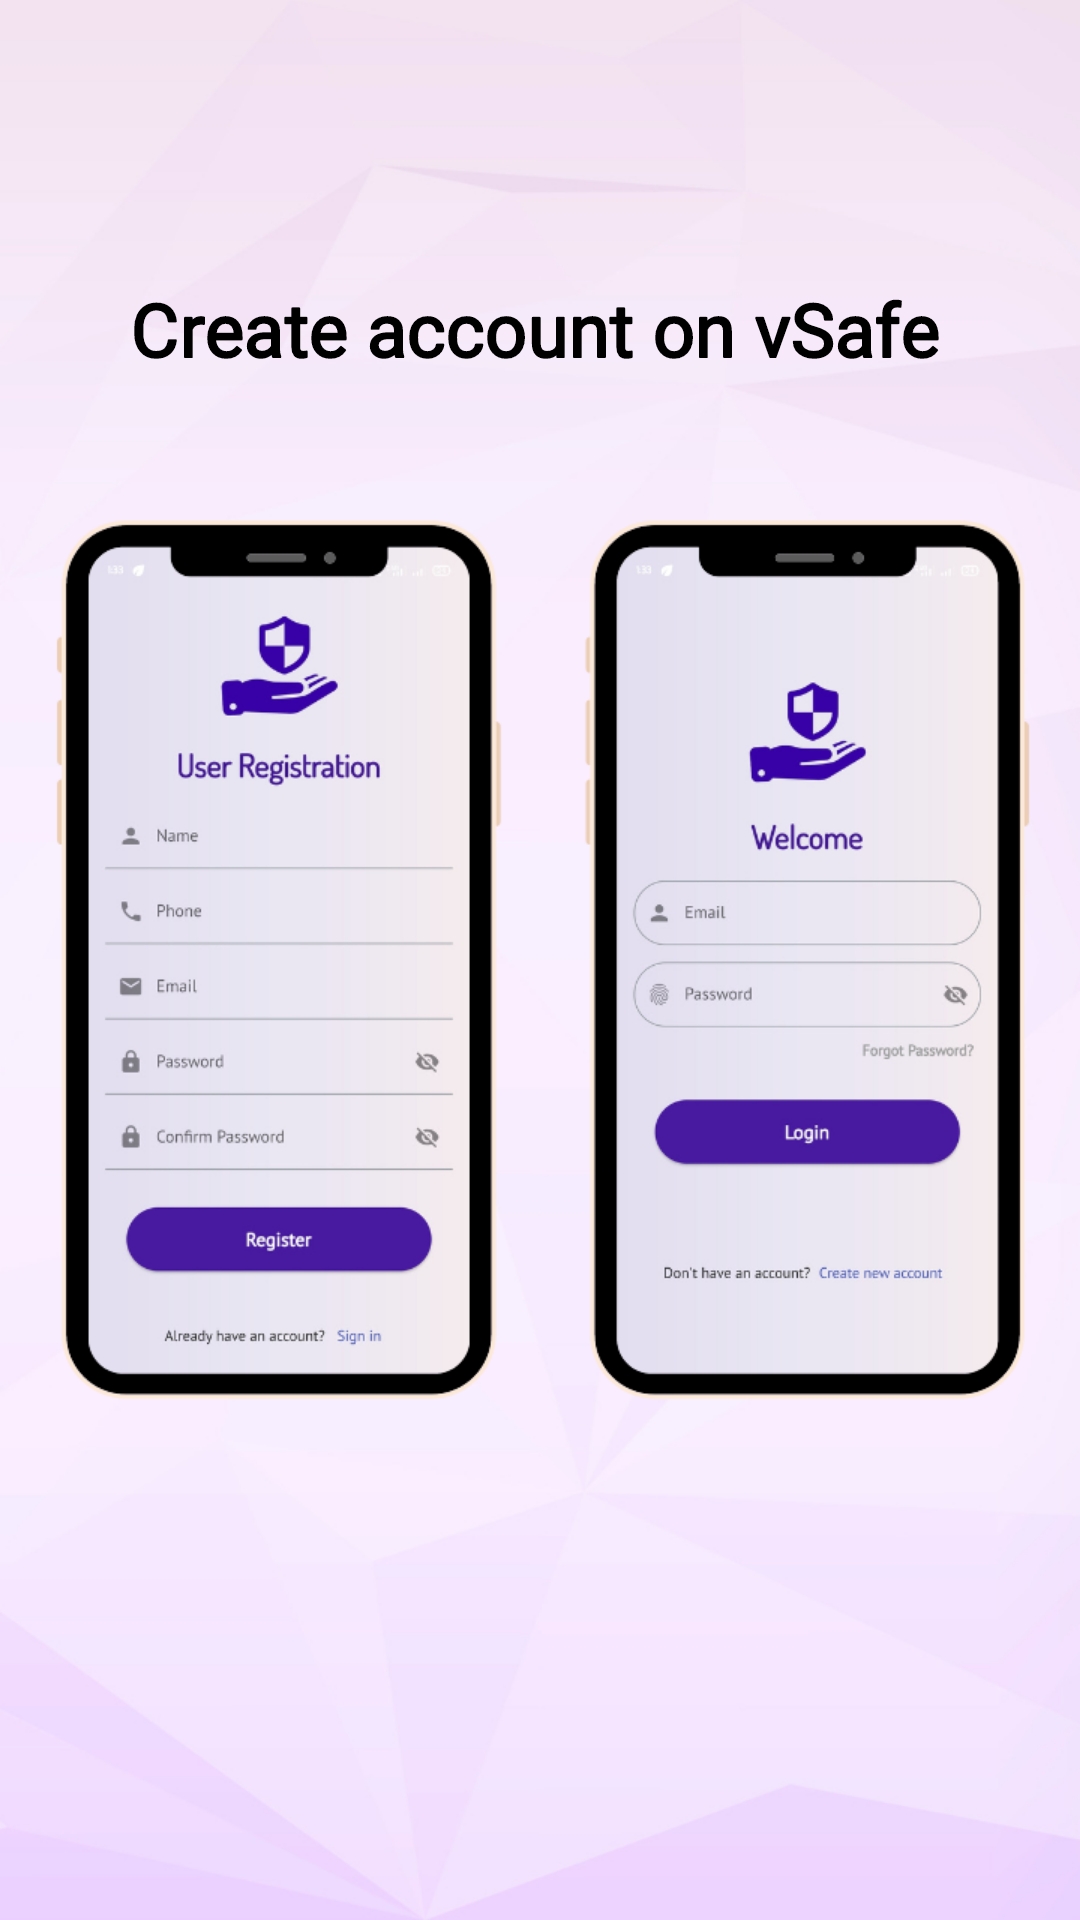 Create account on vSafe
User Registration
Name
Phone
Email
Password
Confirm Password
Register
Already have an account? Sign in
Welcome
Email
Password
Forgot Password?
Login
Don't have an account? Create new account